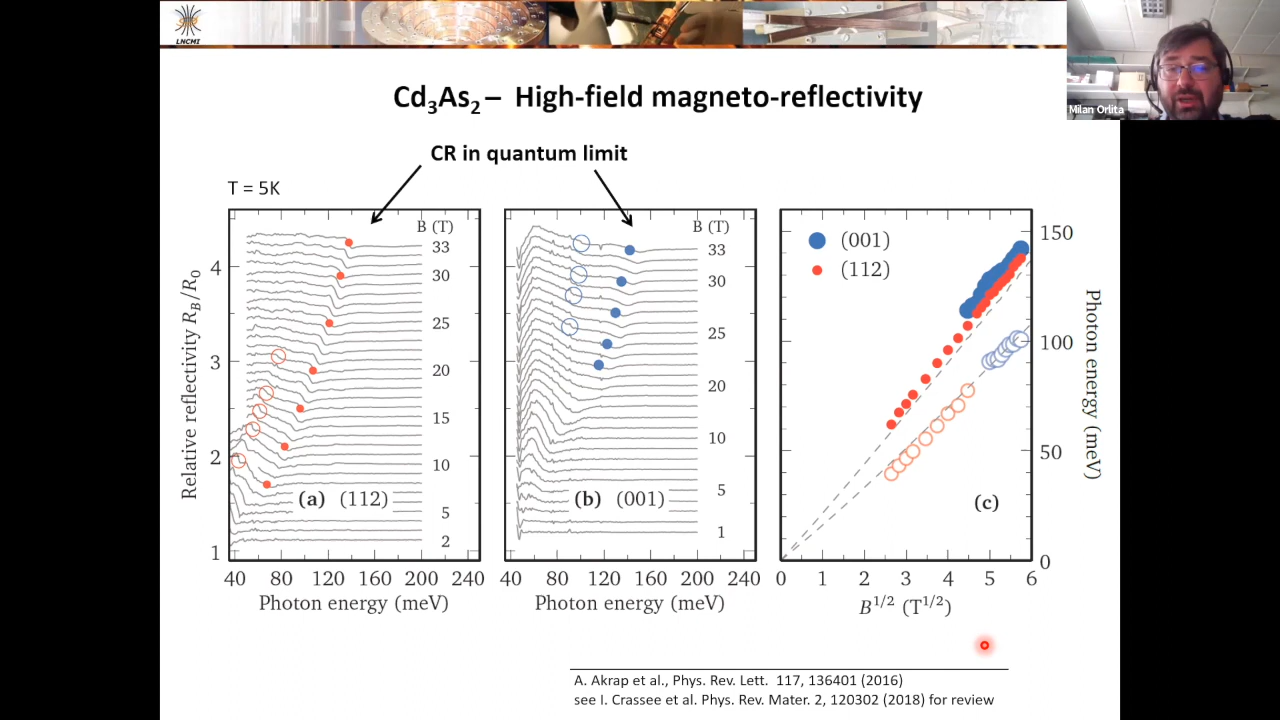 LNCMI
Milan Orlita
Cd3As2 – High-field magneto-reflectivity
CR in quantum limit
T = 5K
Relative reflectivity RB/R0
4
3
2
1
B (T)
33
30
25
20
15
10
5
2
(a) (112)
40 80 120 160 200 240
Photon energy (meV)
B (T)
33
30
25
20
10
5
1
(b) (001)
40 80 120 160 200 240
Photon energy (meV)
(001)
(112)
(c)
150
100
50
0
Photon energy (meV)
0 1 2 3 4 5 6
B1/2 (T1/2)
A. Akrap et al., Phys. Rev. Lett. 117, 136401 (2016)
see I. Crassee et al. Phys. Rev. Mater. 2, 120302 (2018) for review